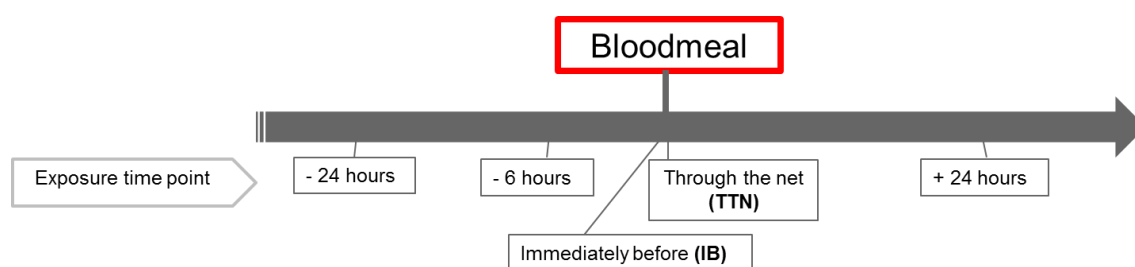 Bloodmeal
Exposure time point
- 24 hours
- 6 hours
Through the net
(TTN)
+ 24 hours
Immediately before (IB)